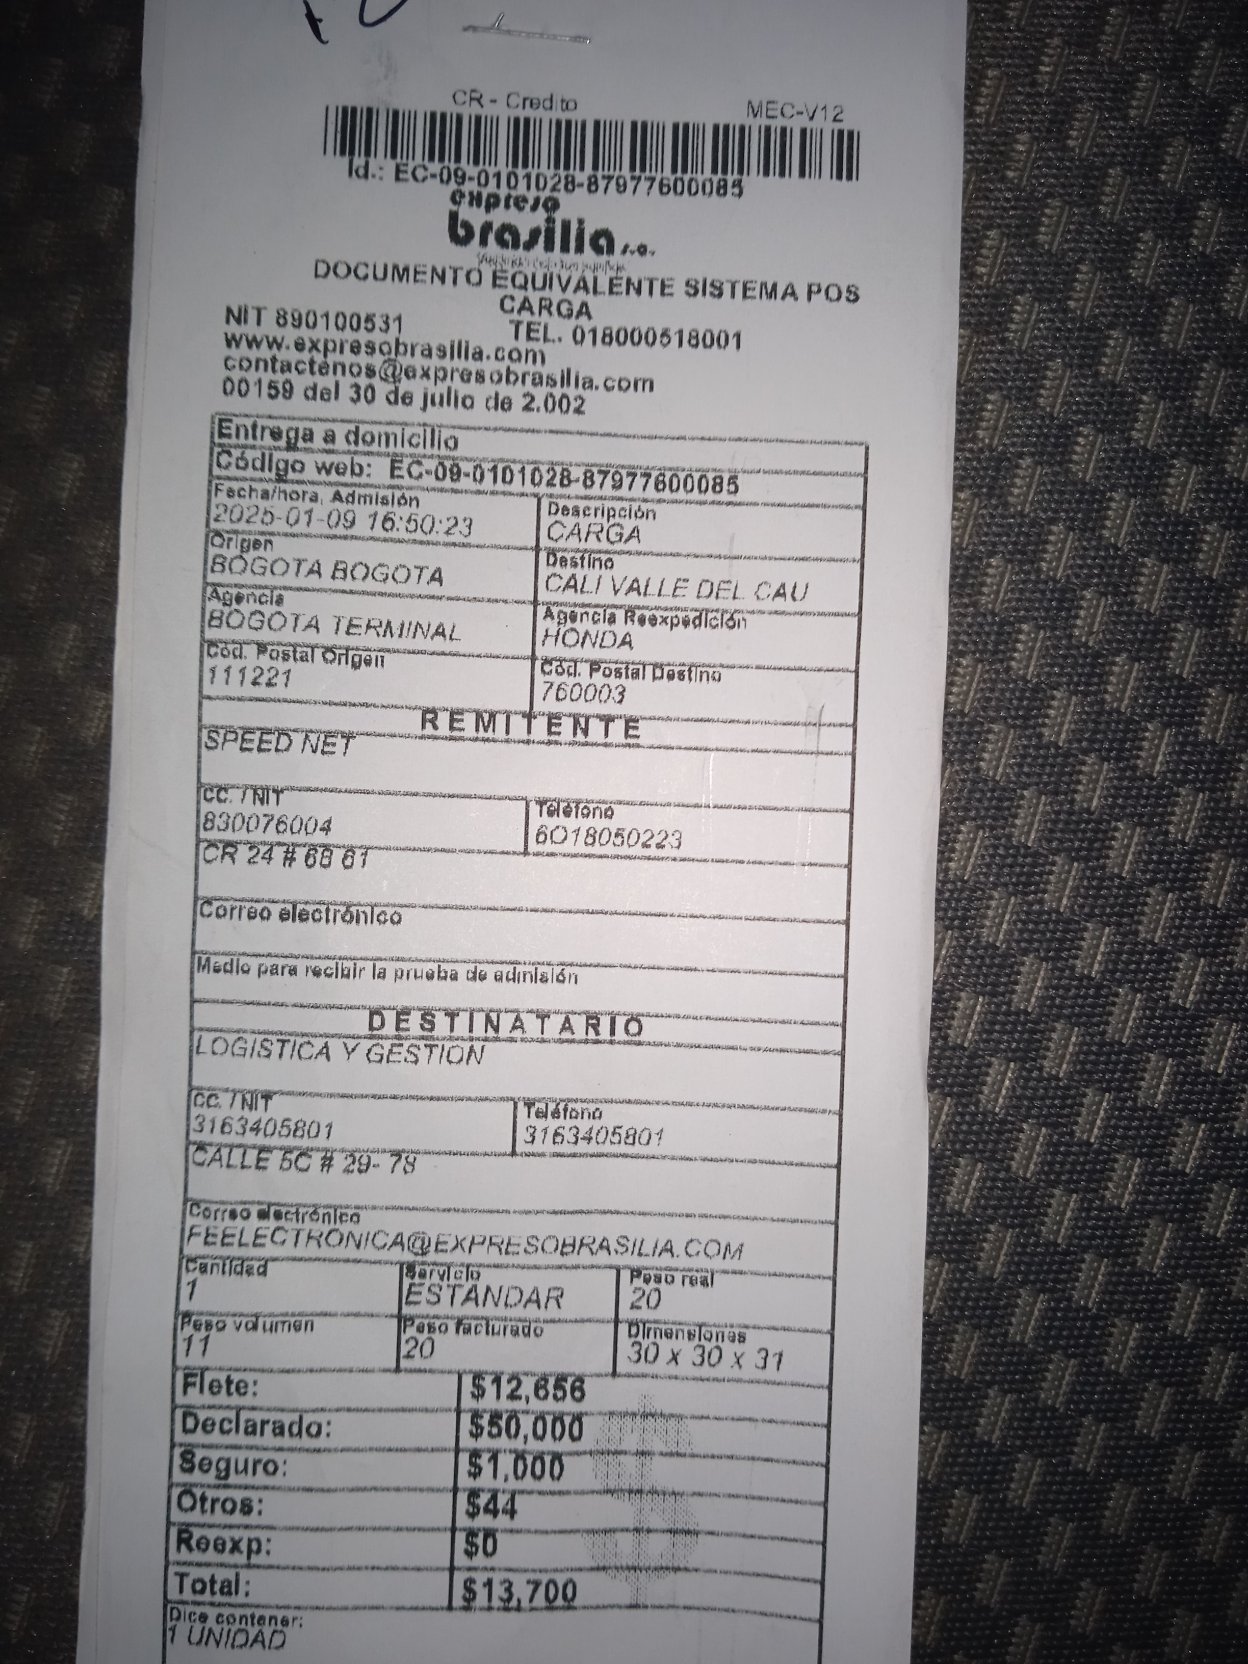 CR - Credito MEC-V12
Id.: EC-09-0101028-87977600085
expreso
brasilia s.a.
DOCUMENTO EQUIVALENTE SISTEMA POS
CARGA
NIT 890100531 TEL. 018000518001
www.expresobrasilia.com
contactenos@expresobrasilia.com
00159 del 30 de julio de 2.002
Entrega a domicilio
Código web: EC-09-0101028-87977600085
Fecha/hora, Admisión Descripción
2025-01-09 16:50:23 CARGA
Origen Destino
BOGOTA BOGOTA CALI VALLE DEL CAU
Agencia Agencia Reexpedición
BOGOTA TERMINAL HONDA
Cód. Postal Origen Cód. Postal Destino
111221 760003
REMITENTE
SPEED NET
CC. / NIT Teléfono
830076004 6018050223
CR 24 # 68 61
Correo electrónico
Medio para recibir la prueba de admisión
DESTINATARIO
LOGISTICA Y GESTION
CC. / NIT Teléfono
3163405801 3163405801
CALLE 5C # 29- 78
Correo electrónico
FEELECTRONICA@EXPRESOBRASILIA.COM
Cantidad Servicio Peso real
1 ESTANDAR 20
Peso volumen Peso facturado Dimensiones
11 20 30 x 30 x 31
Flete: $12,656
Declarado: $50,000
Seguro: $1,000
Otros: $44
Reexp: $0
Total: $13,700
Dice contener:
1 UNIDAD